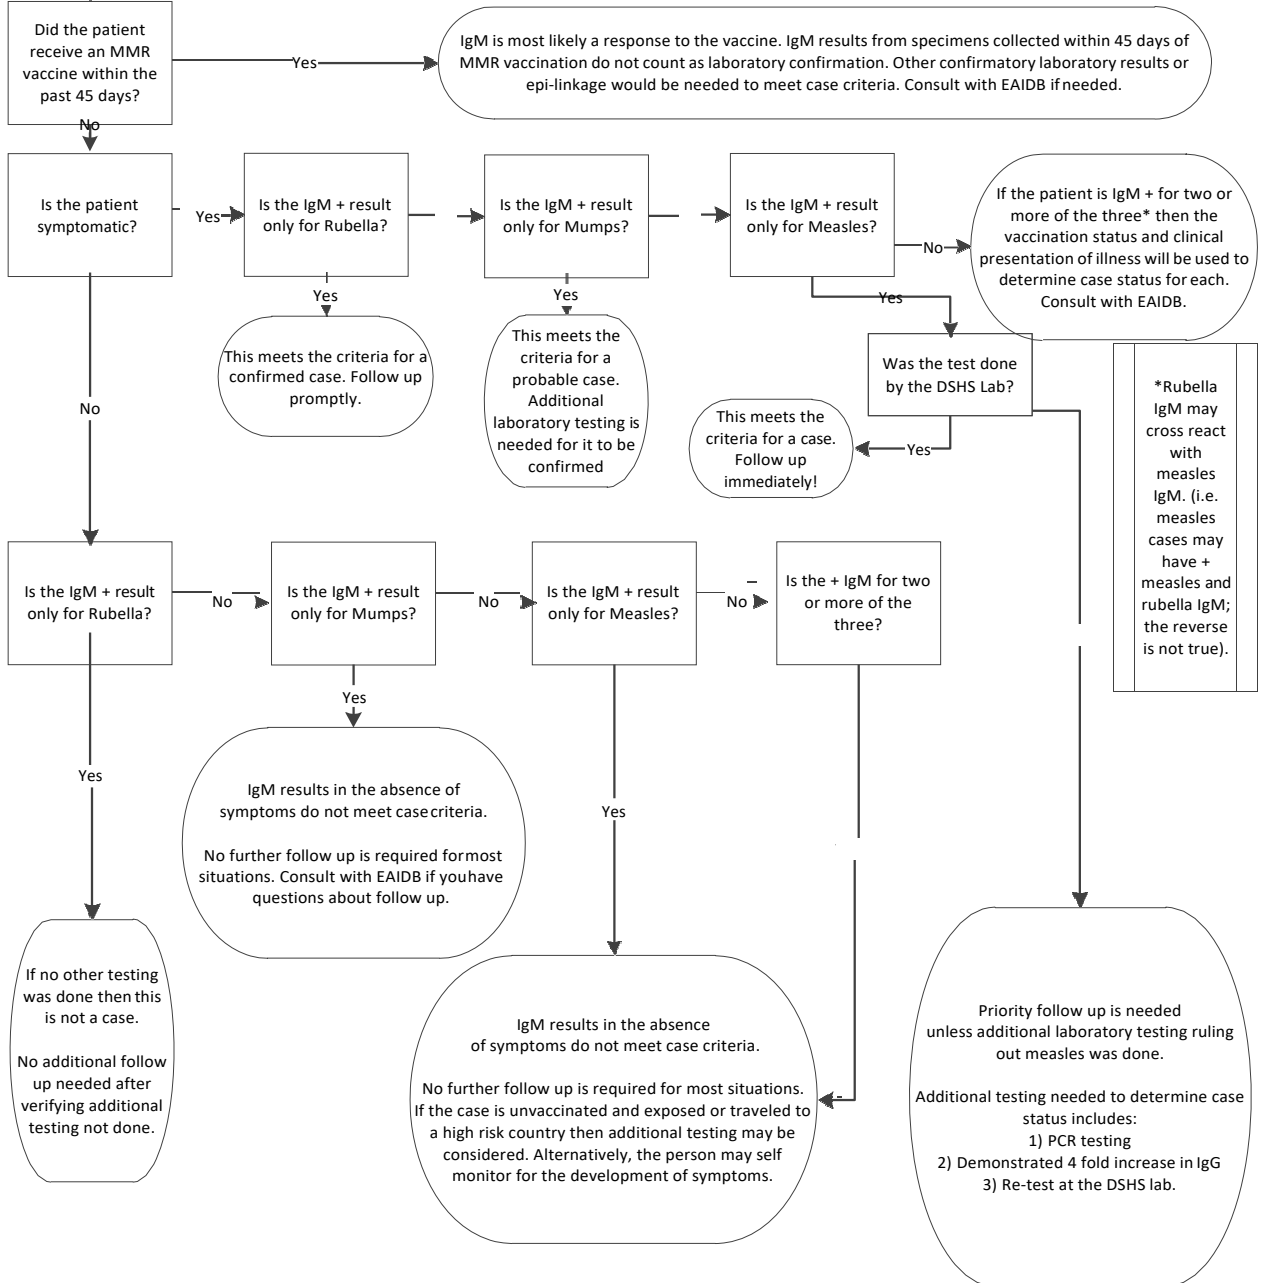 Did the patient
receive an MMR
vaccine within the
past 45 days?
Yes
IgM is most likely a response to the vaccine. IgM results from specimens collected within 45 days of
MMR vaccination do not count as laboratory confirmation. Other confirmatory laboratory results or
epi-linkage would be needed to meet case criteria. Consult with EAIDB if needed.
No
Is the patient
symptomatic?
Yes
Is the IgM + result
only for Rubella?
Is the IgM + result
only for Mumps?
Is the IgM + result
only for Measles?
No
If the patient is IgM + for two or
more of the three* then the
vaccination status and clinical
presentation of illness will be used to
determine case status for each.
Consult with EAIDB.
Yes
Yes
Yes
This meets the criteria for a
confirmed case. Follow up
promptly.
This meets the
criteria for a
probable case.
Additional
laboratory testing is
needed for it to be
confirmed
Was the test done
by the DSHS Lab?
Yes
This meets the
criteria for a case.
Follow up
immediately!
*Rubella
IgM may
cross react
with
measles
IgM. (i.e.
measles
cases may
have +
measles and
rubella IgM;
the reverse
is not true).
No
Is the IgM + result
only for Rubella?
No
Is the IgM + result
only for Mumps?
No
Is the IgM + result
only for Measles?
No
Is the + IgM for two
or more of the
three?
Yes
Yes
Yes
IgM results in the absence of
symptoms do not meet case criteria.
No further follow up is required for most
situations. Consult with EAIDB if you have
questions about follow up.
If no other testing
was done then this
is not a case.
No additional follow
up needed after
verifying additional
testing not done.
IgM results in the absence
of symptoms do not meet case criteria.
No further follow up is required for most situations.
If the case is unvaccinated and exposed or traveled to
a high risk country then additional testing may be
considered. Alternatively, the person may self
monitor for the development of symptoms.
Priority follow up is needed
unless additional laboratory testing ruling
out measles was done.
Additional testing needed to determine case
status includes:
1) PCR testing
2) Demonstrated 4 fold increase in IgG
3) Re-test at the DSHS lab.